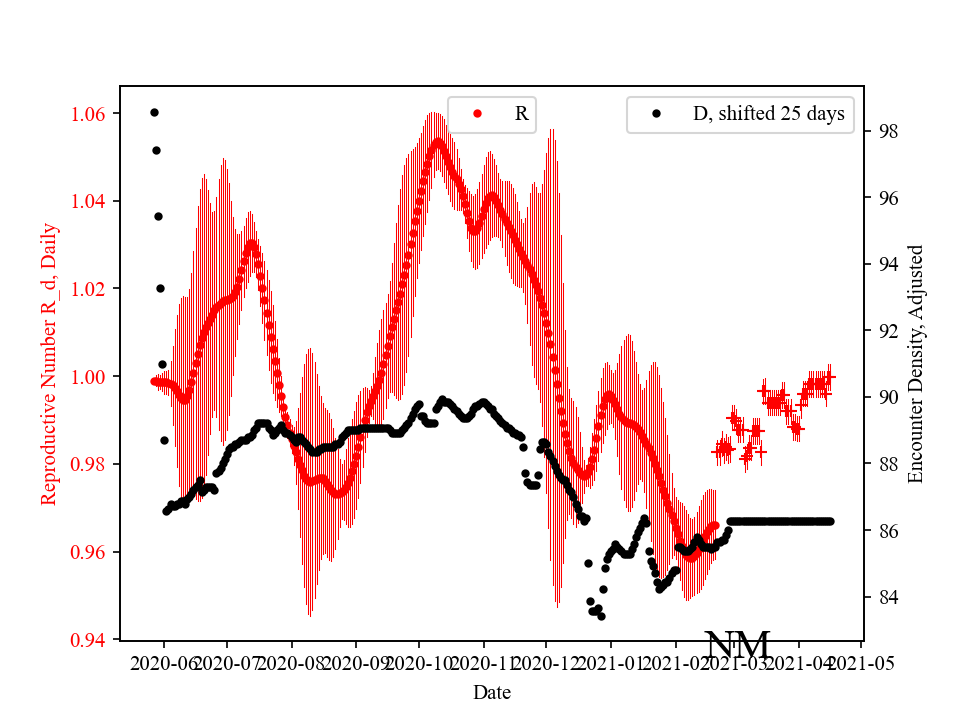 R
D, shifted 25 days
1.06
1.04
1.02
1.00
0.98
0.96
0.94
Reproductive Number R_d, Daily
98
96
94
92
90
88
86
84
Encounter Density, Adjusted
NM
2020-06 2020-07 2020-08 2020-09 2020-10 2020-11 2020-12 2021-01 2021-02 2021-03 2021-04 2021-05
Date